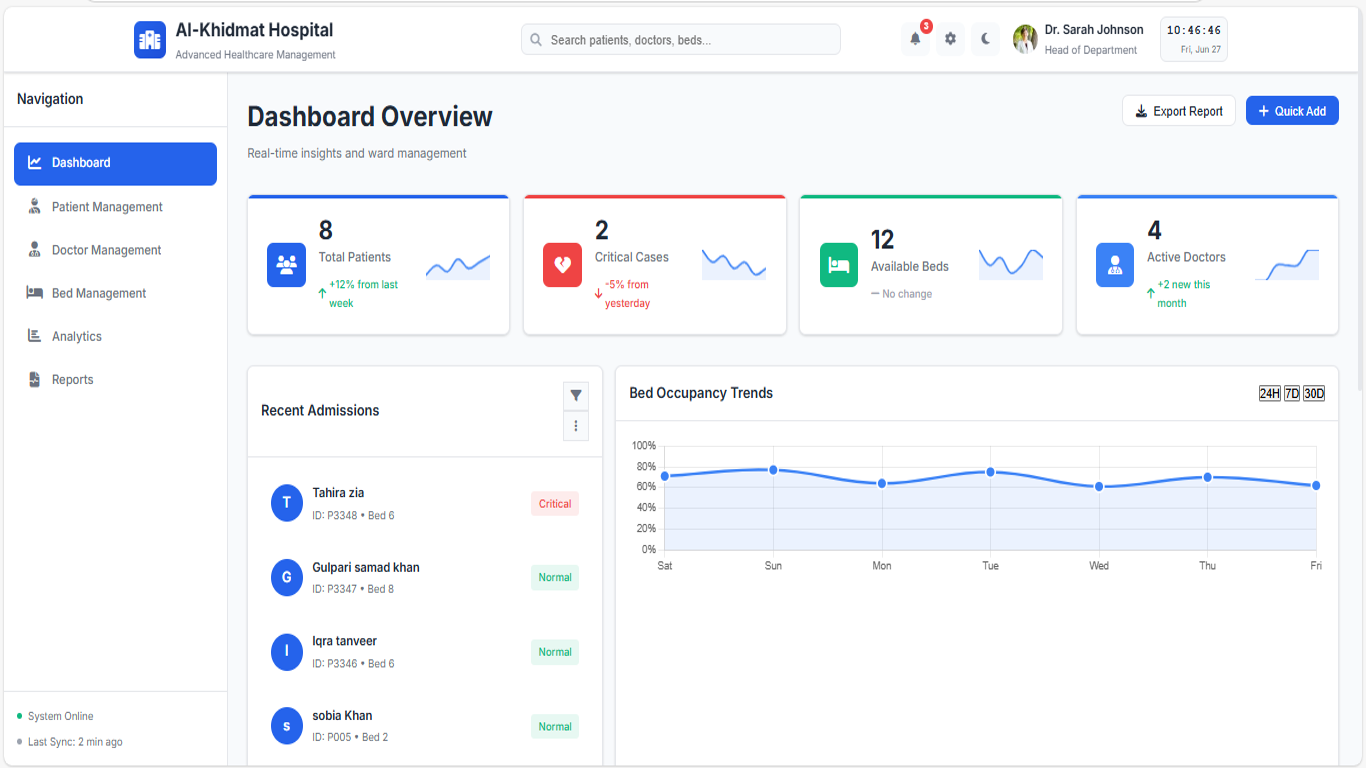 Al-Khidmat Hospital
Advanced Healthcare Management
Search patients, doctors, beds...
3
Dr. Sarah Johnson
Head of Department
10:46:46
Fri, Jun 27
Navigation
Dashboard
Patient Management
Doctor Management
Bed Management
Analytics
Reports
System Online
Last Sync: 2 min ago
Dashboard Overview
Real-time insights and ward management
Export Report
Quick Add
8
Total Patients
+12% from last
week
2
Critical Cases
-5% from
yesterday
12
Available Beds
No change
4
Active Doctors
+2 new this
month
Recent Admissions
T
Tahira zia
ID: P3348 • Bed 6
Critical
G
Gulpari samad khan
ID: P3347 • Bed 8
Normal
I
Iqra tanveer
ID: P3346 • Bed 6
Normal
s
sobia Khan
ID: P005 • Bed 2
Normal
Bed Occupancy Trends
24H 7D 30D
100%
80%
60%
40%
20%
0%
Sat Sun Mon Tue Wed Thu Fri